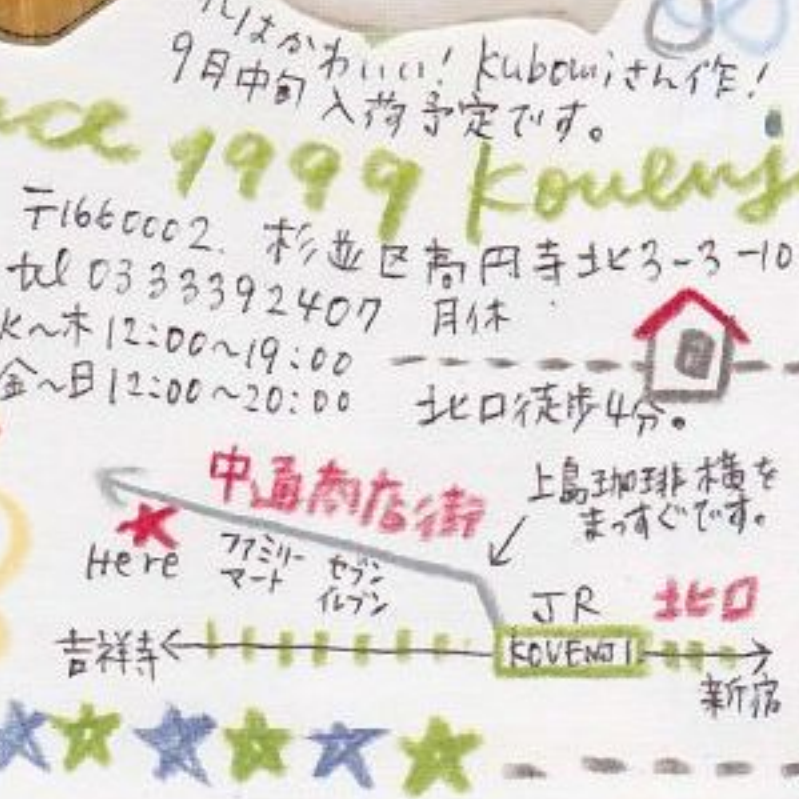 はかわいい! kubomiさん作!
9月中旬入荷予定です。
1999 kouenj
〒1660002. 杉並区高円寺北3-3-10
tel 0333392407 月休
火~木 12:00~19:00
金~日 12:00~20:00
北口徒歩4分。
中通商店街
上島珈琲横を
まっすぐです。
Here
ファミリー
マート
セブン
イレブン
JR 北口
吉祥寺
KOUENJI
新宿